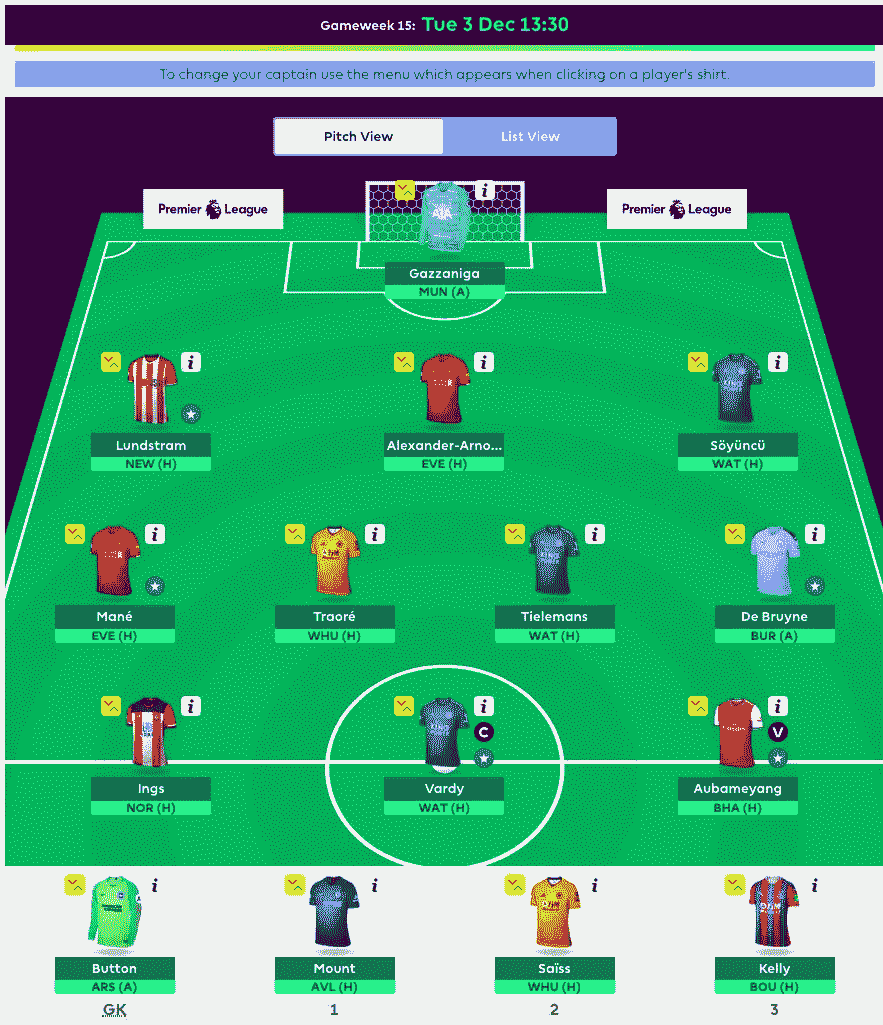 Gameweek 15: Tue 3 Dec 13:30
To change your captain use the menu which appears when clicking on a player's shirt.
Pitch View List View
Premier League Premier League
Gazzaniga
MUN (A)
Lundstram Alexander-Arno... Söyüncü
NEW (H) EVE (H) WAT (H)
Mané Traoré Tielemans De Bruyne
EVE (H) WHU (H) WAT (H) BUR (A)
C V
Ings Vardy Aubameyang
NOR (H) WAT (H) BHA (H)
Button Mount Saïss Kelly
ARS (A) AVL (H) WHU (H) BOU (H)
GK 1 2 3